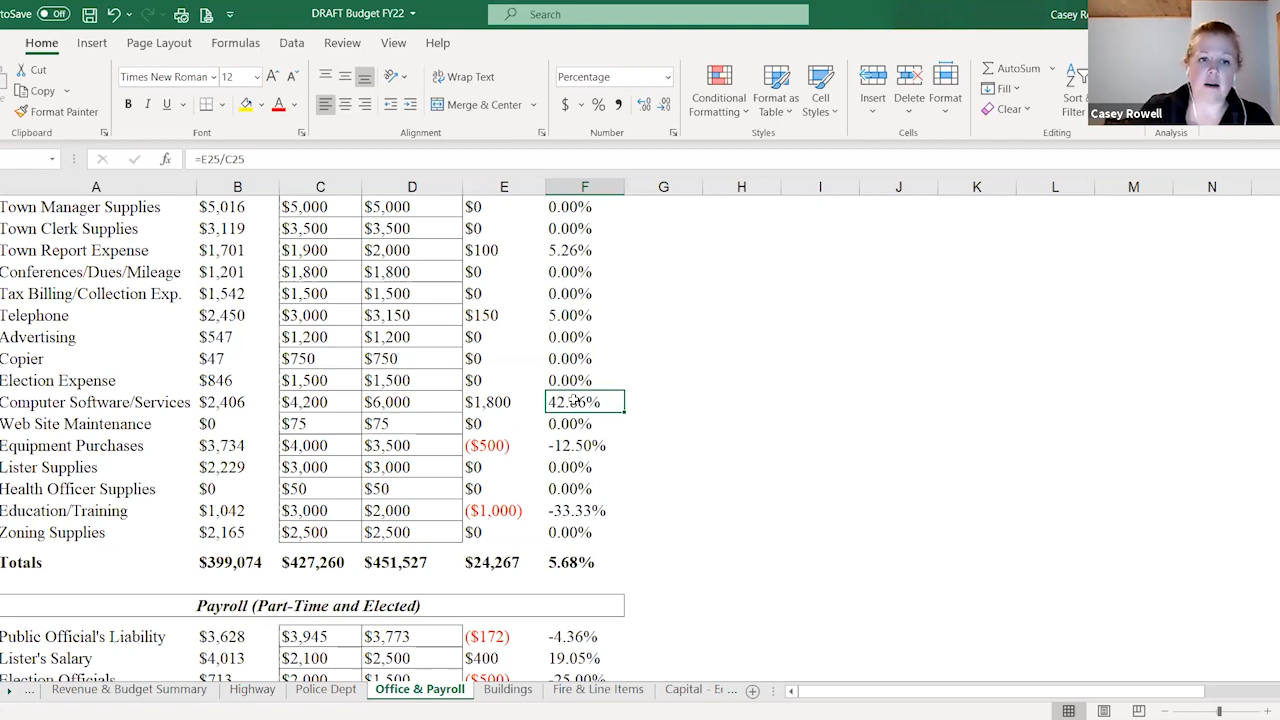 toSave Off DRAFT Budget FY22 Search Casey Rowell
Home Insert Page Layout Formulas Data Review View Help
Cut
Copy
Format Painter
Clipboard
Times New Roman 12
B I U A
Font
Wrap Text
Merge & Center
Alignment
Percentage
$ % 9
Number
Conditional Formatting
Format as Table
Cell Styles
Styles
Insert Delete Format
Cells
AutoSum
Fill
Clear
Sort &
Filter
Editing
Analysis
Casey Rowell
fx =E25/C25
A B C D E F G H I J K L M N
Town Manager Supplies $5,016 $5,000 $5,000 $0 0.00%
Town Clerk Supplies $3,119 $3,500 $3,500 $0 0.00%
Town Report Expense $1,701 $1,900 $2,000 $100 5.26%
Conferences/Dues/Mileage $1,201 $1,800 $1,800 $0 0.00%
Tax Billing/Collection Exp. $1,542 $1,500 $1,500 $0 0.00%
Telephone $2,450 $3,000 $3,150 $150 5.00%
Advertising $547 $1,200 $1,200 $0 0.00%
Copier $47 $750 $750 $0 0.00%
Election Expense $846 $1,500 $1,500 $0 0.00%
Computer Software/Services $2,406 $4,200 $6,000 $1,800 42.86%
Web Site Maintenance $0 $75 $75 $0 0.00%
Equipment Purchases $3,734 $4,000 $3,500 ($500) -12.50%
Lister Supplies $2,229 $3,000 $3,000 $0 0.00%
Health Officer Supplies $0 $50 $50 $0 0.00%
Education/Training $1,042 $3,000 $2,000 ($1,000) -33.33%
Zoning Supplies $2,165 $2,500 $2,500 $0 0.00%
Totals $399,074 $427,260 $451,527 $24,267 5.68%
Payroll (Part-Time and Elected)
Public Official's Liability $3,628 $3,945 $3,773 ($172) -4.36%
Lister's Salary $4,013 $2,100 $2,500 $400 19.05%
Election Officials $713 $2,000 $1,500 ($500) -25.00%
... Revenue & Budget Summary Highway Police Dept Office & Payroll Buildings Fire & Line Items Capital - Eq ...